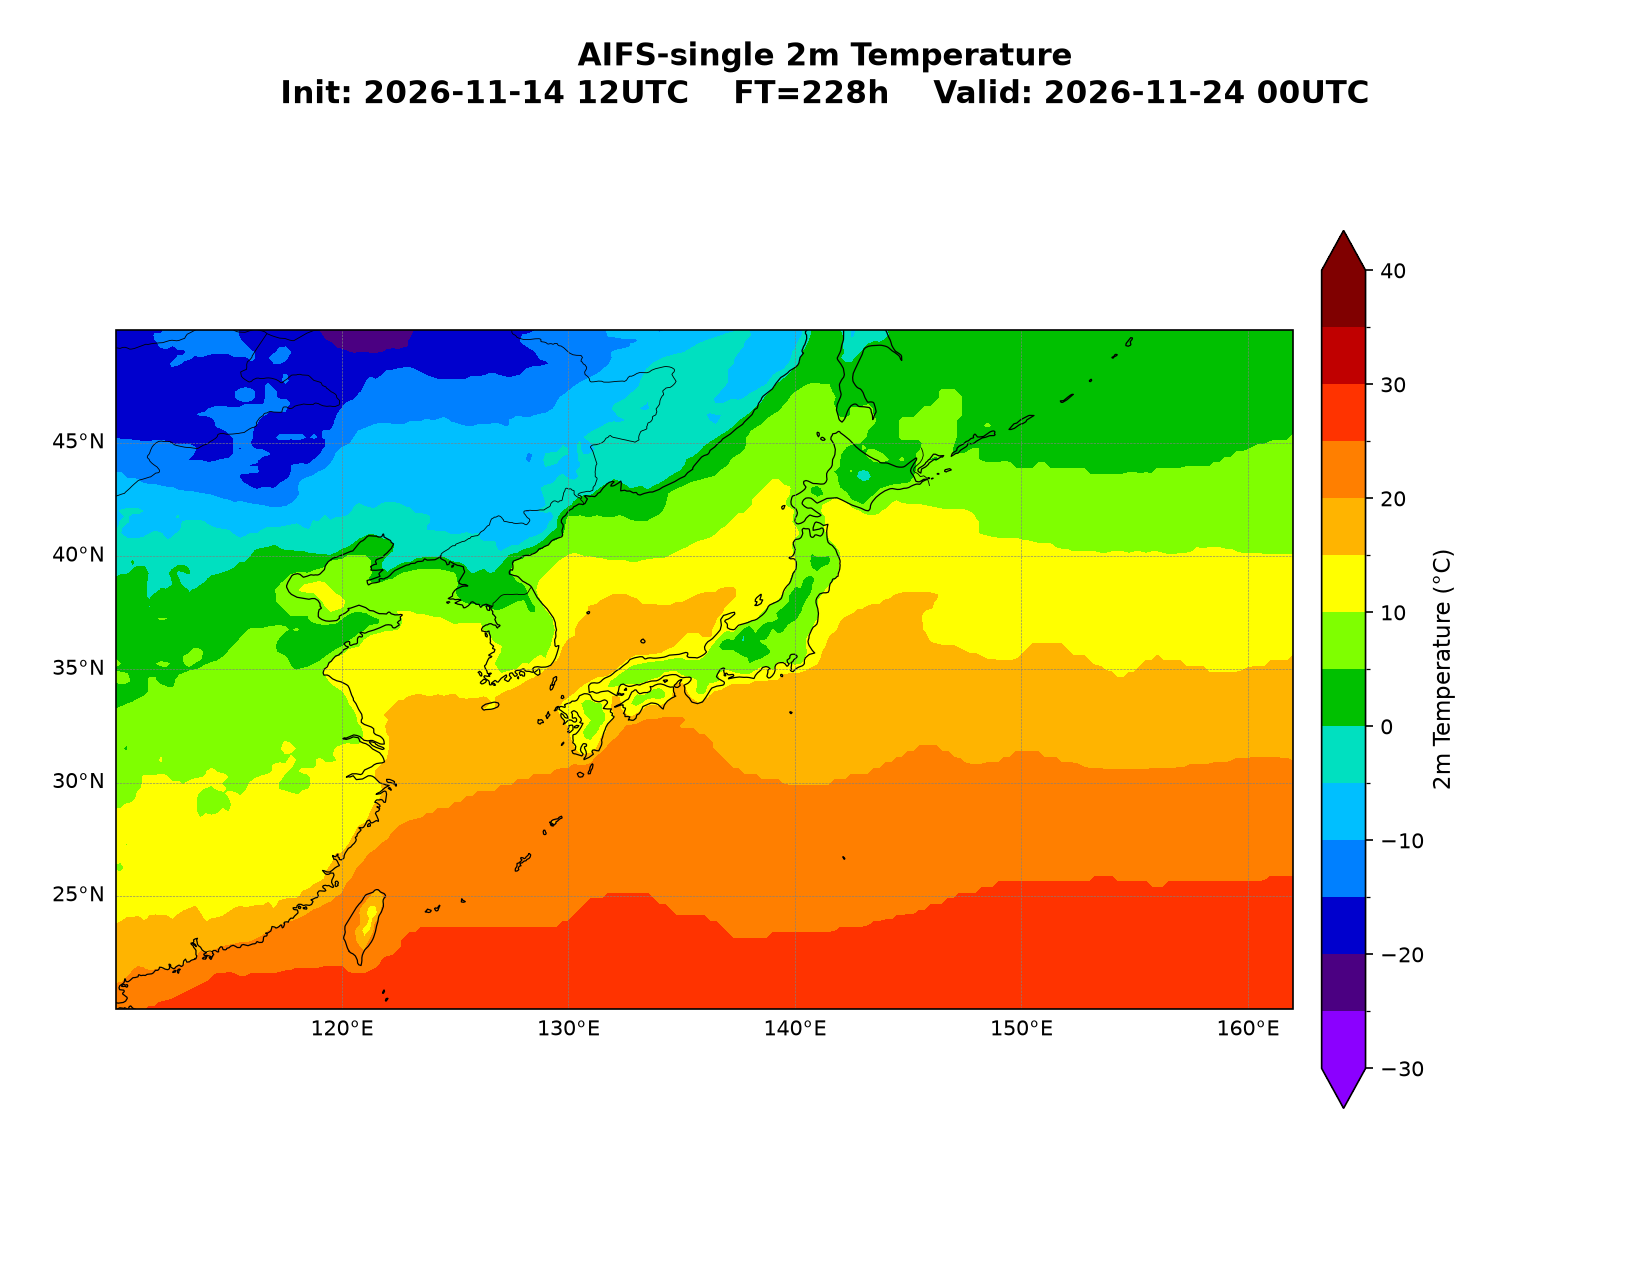 AIFS-single 2m Temperature
Init: 2026-11-14 12UTC    FT=228h    Valid: 2026-11-24 00UTC
45°N
40°N
35°N
30°N
25°N
120°E
130°E
140°E
150°E
160°E
40
30
20
10
0
−10
−20
−30
2m Temperature (°C)